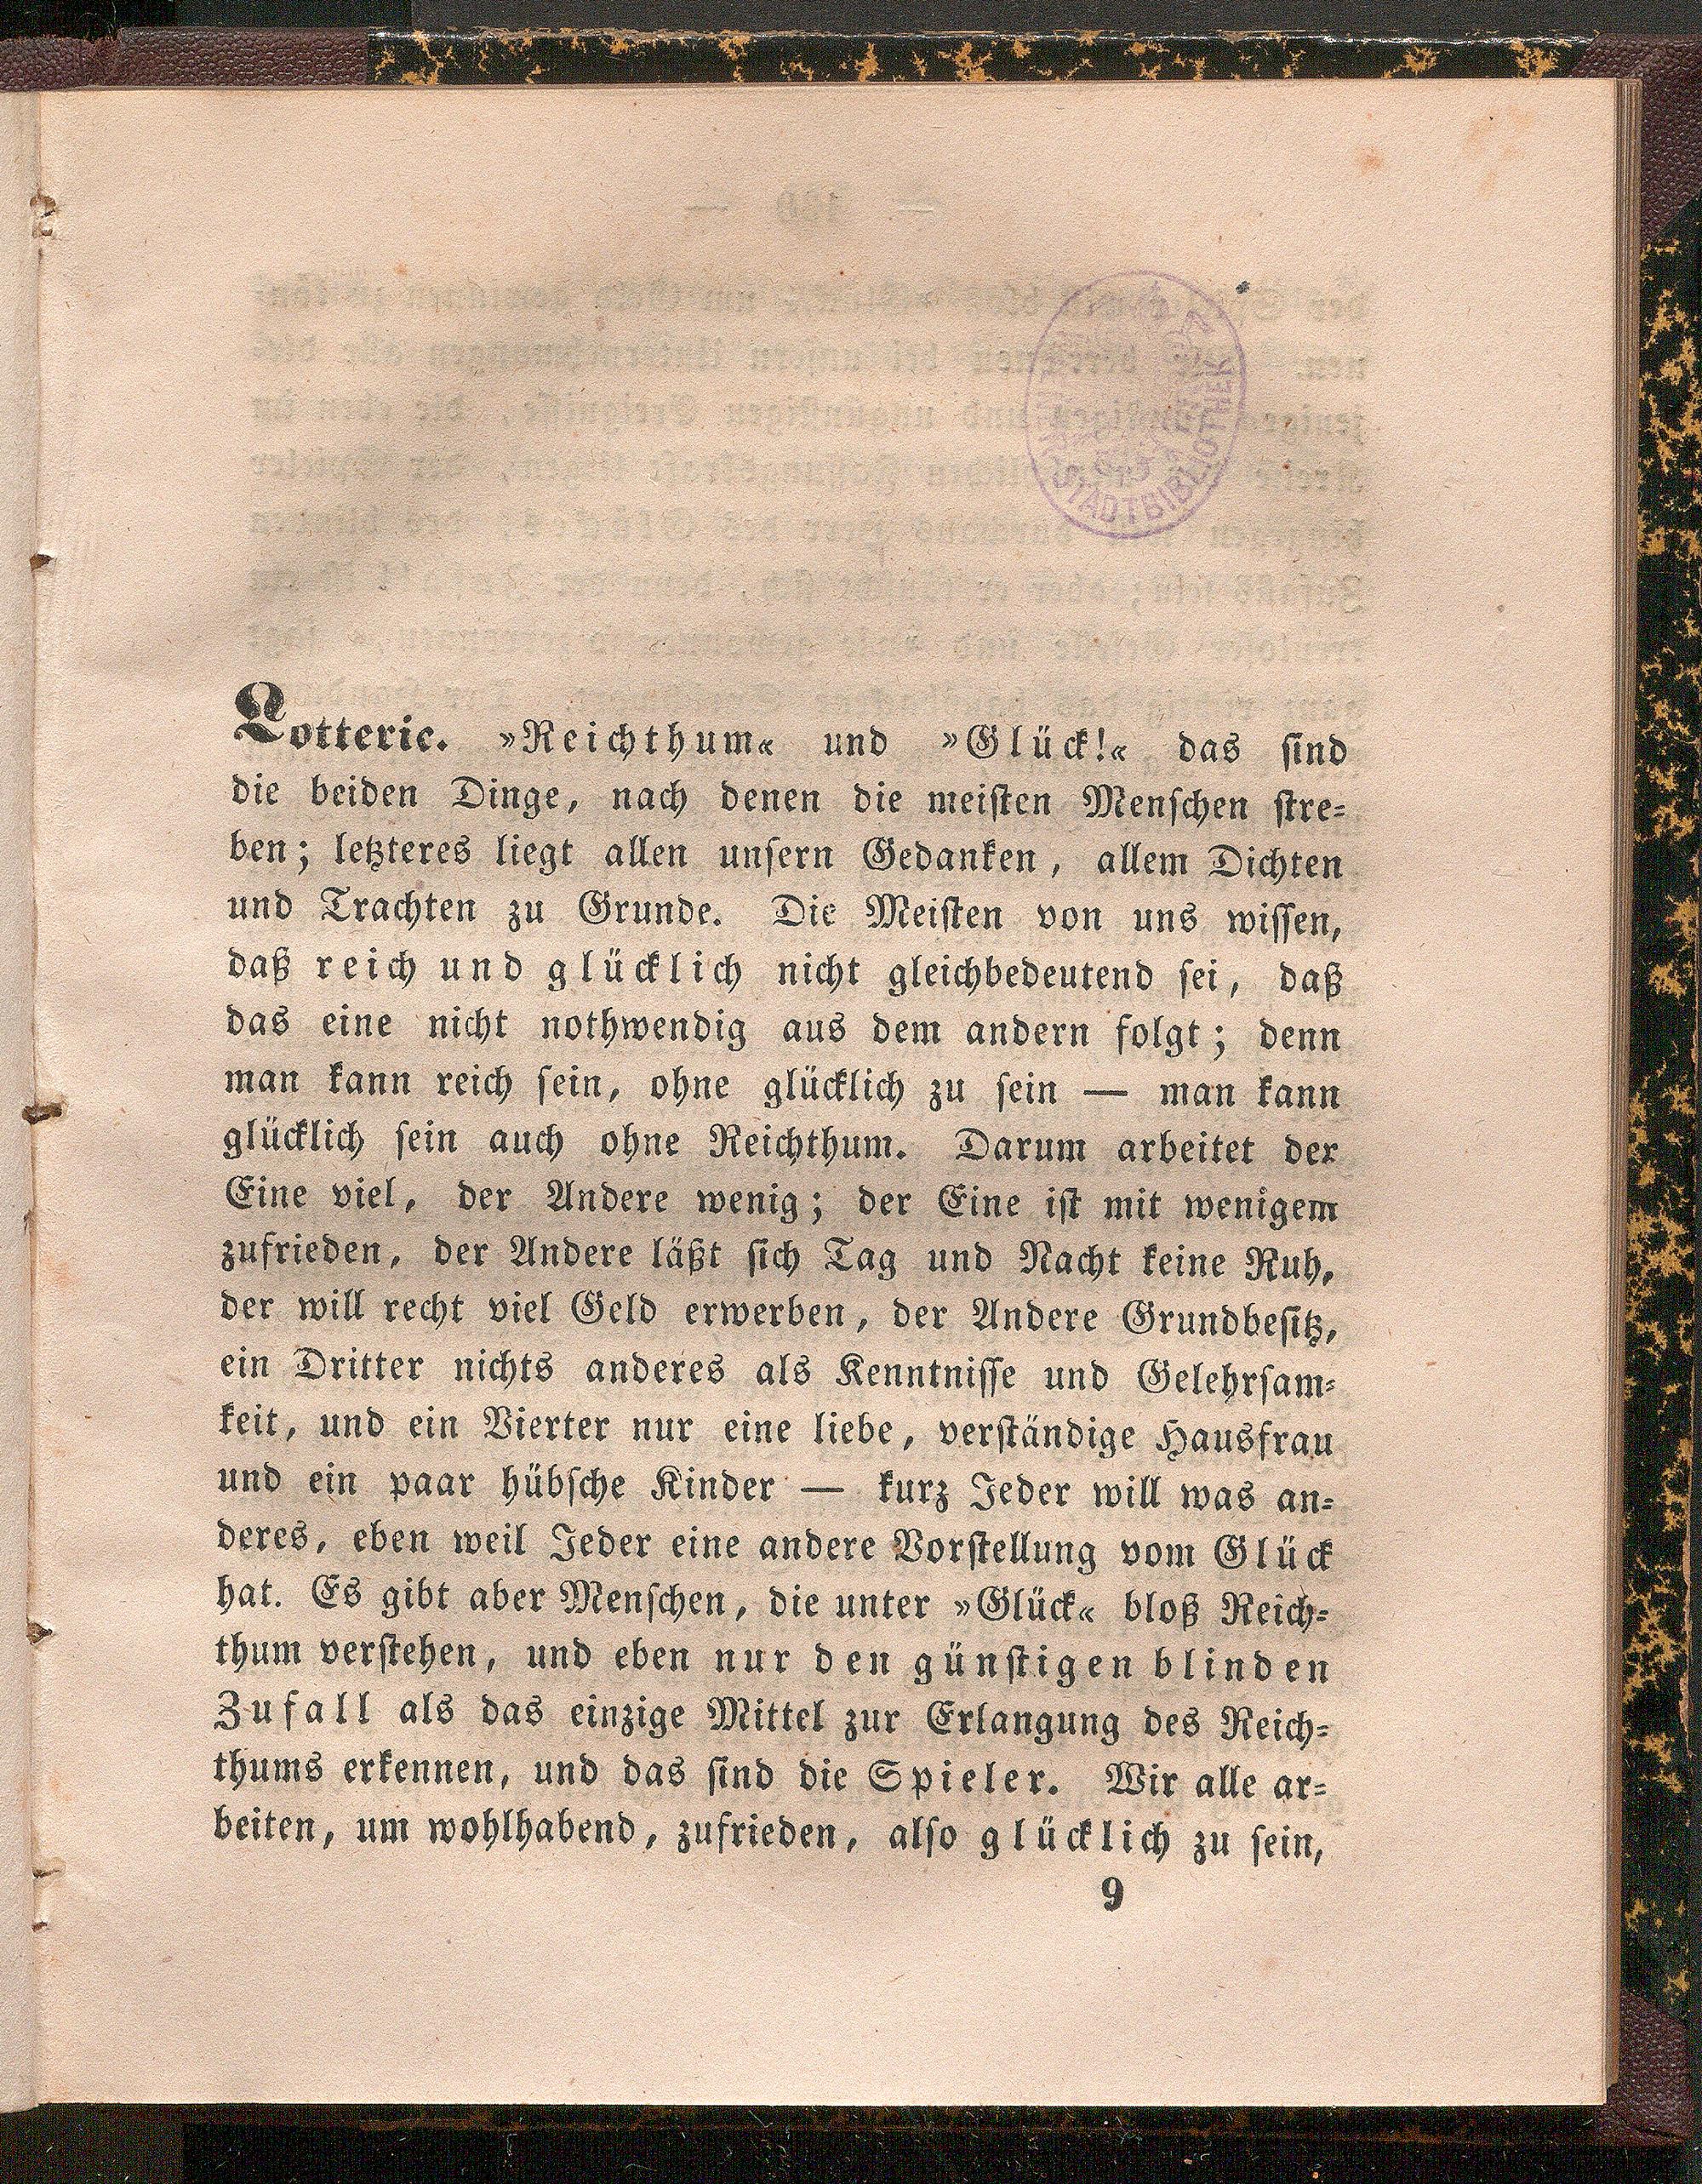 Lotterie. »Reichthum« und »Glück!« das sind
die beiden Dinge, nach denen die meisten Menschen stre-
ben; letzteres liegt allen unsern Gedanken, allem Dichten
und Trachten zu Grunde. Die Meisten von uns wissen,
daß reich und glücklich nicht gleichbedeutend sei, daß
das eine nicht nothwendig aus dem andern folgt; denn
man kann reich sein, ohne glücklich zu sein — man kann
glücklich sein auch ohne Reichthum. Darum arbeitet der
Eine viel, der Andere wenig; der Eine ist mit wenigem
zufrieden, der Andere läßt sich Tag und Nacht keine Ruh,
der will recht viel Geld erwerben, der Andere Grundbesitz,
ein Dritter nichts anderes als Kenntnisse und Gelehrsam-
keit, und ein Vierter nur eine liebe, verständige Hausfrau
und ein paar hübsche Kinder — kurz Jeder will was an-
deres, eben weil Jeder eine andere Vorstellung vom Glück
hat. Es gibt aber Menschen, die unter »Glück« bloß Reich-
thum verstehen, und eben nur den günstigen blinden
Zufall als das einzige Mittel zur Erlangung des Reich-
thums erkennen, und das sind die Spieler. Wir alle ar-
beiten, um wohlhabend, zufrieden, also glücklich zu sein,
9
STADTBIBLIOTHEK